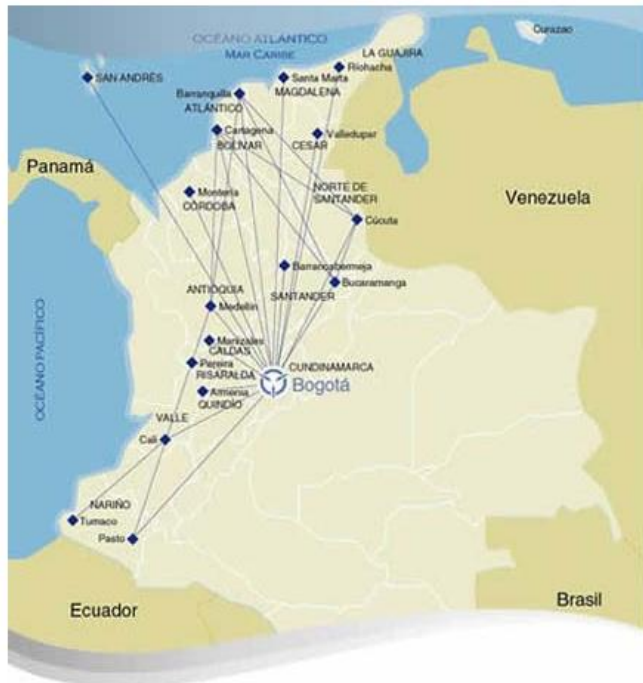 Curazao
OCÉANO ATLÁNTICO
MAR CARIBE
LA GUAJIRA
Riohacha
SAN ANDRÉS
Santa Marta
MAGDALENA
Barranquilla
ATLÁNTICO
Cartagena
BOLÍVAR
Valledupar
CESAR
Panamá
Montería
CÓRDOBA
NORTE DE
SANTANDER
Venezuela
Cúcuta
Barrancabermeja
Bucaramanga
SANTANDER
ANTIOQUIA
Medellín
OCÉANO PACÍFICO
Manizales
CALDAS
Pereira
RISARALDA
CUNDINAMARCA
Bogotá
Armenia
QUINDÍO
VALLE
Cali
NARIÑO
Tumaco
Pasto
Ecuador
Brasil